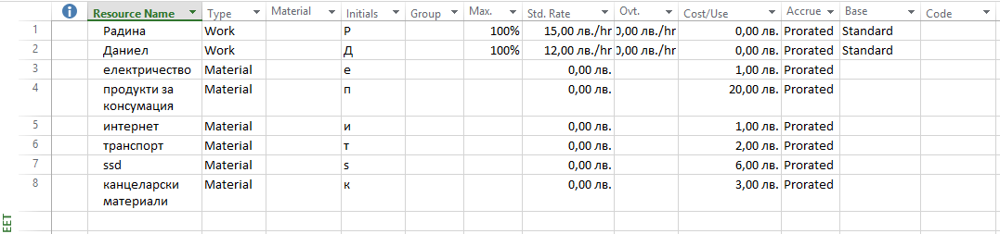 Resource Name Type Material Initials Group Max. Std. Rate Ovt. Cost/Use Accrue Base Code
1 Радина Work Р 100% 15,00 лв./hr 0,00 лв./hr 0,00 лв. Prorated Standard
2 Даниел Work Д 100% 12,00 лв./hr 0,00 лв./hr 0,00 лв. Prorated Standard
3 електричество Material е 0,00 лв. 1,00 лв. Prorated
4 продукти за Material п 0,00 лв. 20,00 лв. Prorated
консумация
5 интернет Material и 0,00 лв. 1,00 лв. Prorated
6 транспорт Material т 0,00 лв. 2,00 лв. Prorated
7 ssd Material s 0,00 лв. 6,00 лв. Prorated
8 канцеларски Material к 0,00 лв. 3,00 лв. Prorated
материали
EET